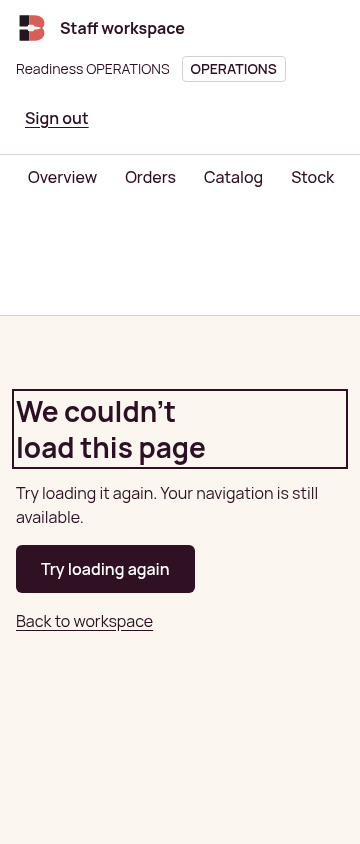 Staff workspace
Readiness OPERATIONS
OPERATIONS
Sign out
Overview Orders Catalog Stock
We couldn’t
load this page
Try loading it again. Your navigation is still
available.
Try loading again
Back to workspace